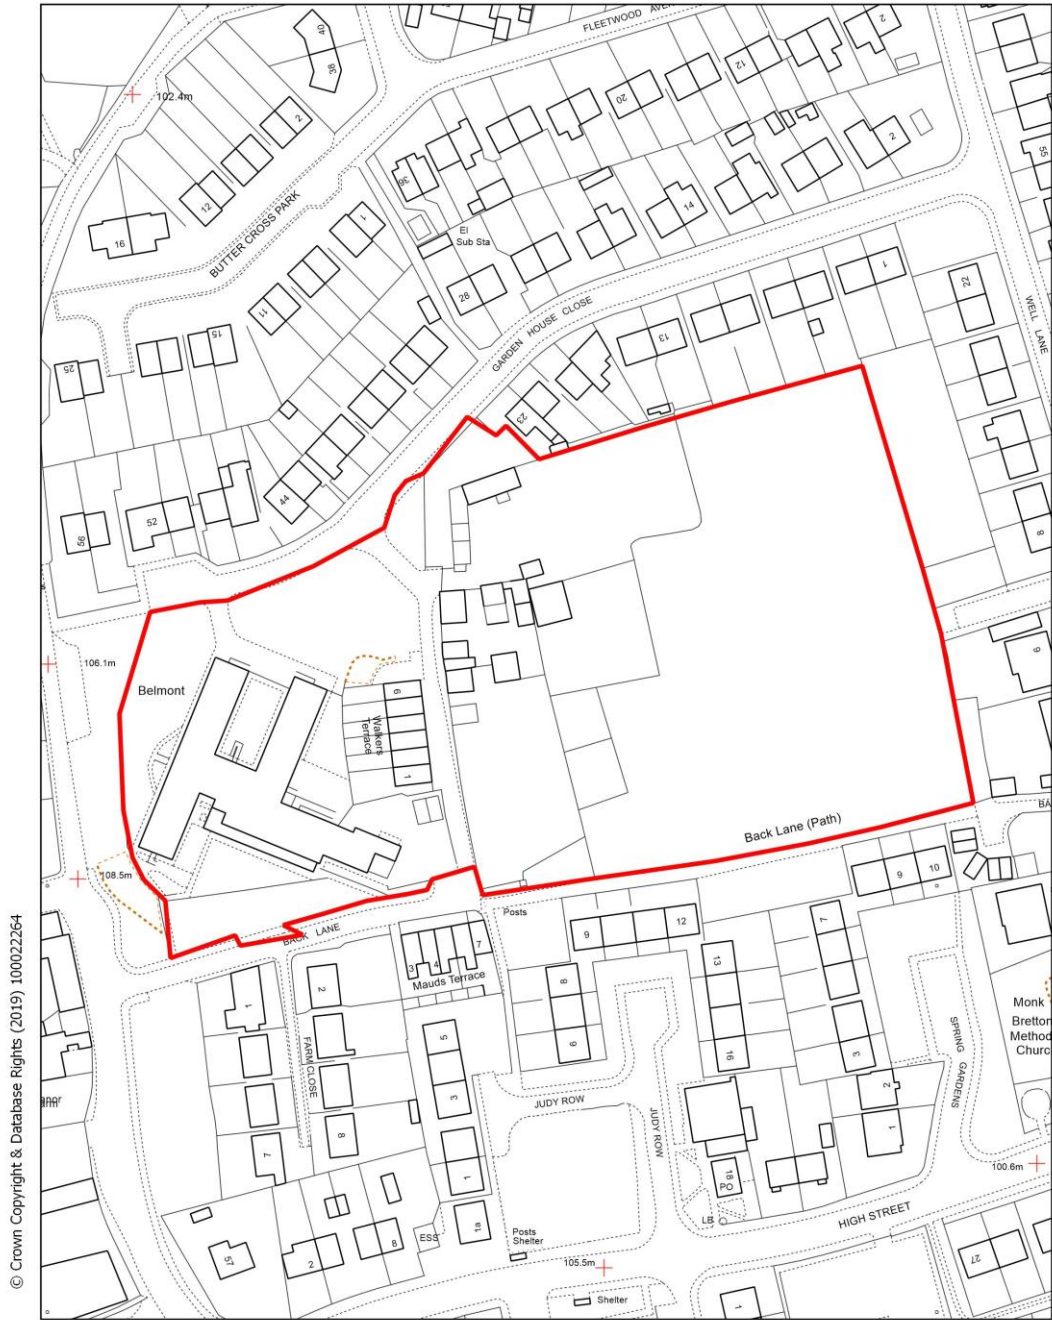 FLEETWOOD AVE
2
40
38
102.4m
2
12
20
12
16
BUTTER CROSS PARK
36
2
55
1
El
Sub Sta
14
11
28
GARDEN HOUSE CLOSE
1
22
WELL LANE
15
25
13
23
44
52
56
8
106.1m
Belmont
6
Walkers
Terrace
1
9
Back Lane (Path)
BA
108.5m
BACK LANE
Posts
9
12
9
10
7
3
4
7
Mauds Terrace
2
1
13
8
6
16
5
3
3
2
1
FARM CLOSE
8
7
JUDY ROW
JUDY ROW
SPRING GARDENS
Monk
Bretton
Method
Churc
18
PO
LB
100.6m
HIGH STREET
1
1a
ESS
Posts
Shelter
57
2
8
105.5m
Shelter
1
27
© Crown Copyright & Database Rights (2019) 100022264